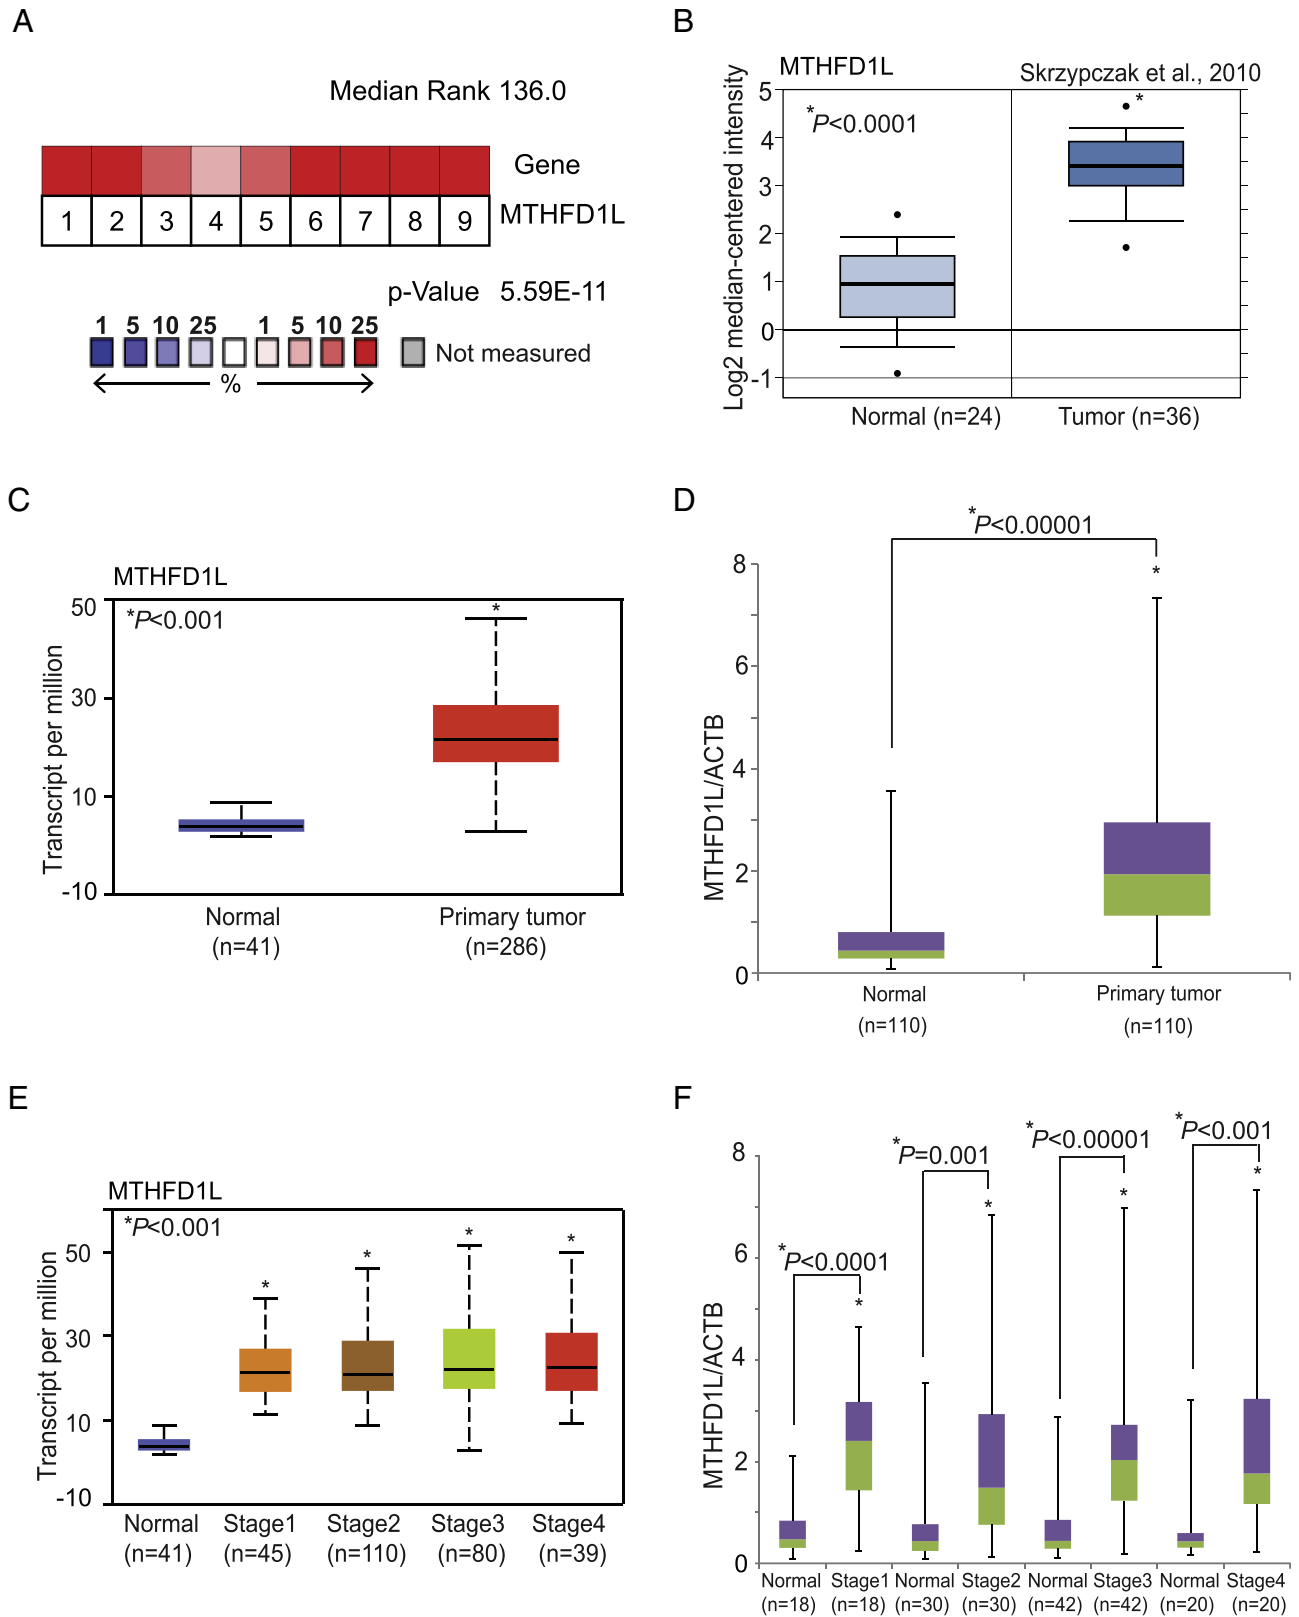 A
Median Rank 136.0
Gene
1 2 3 4 5 6 7 8 9
MTHFD1L
p-Value 5.59E-11
1 5 10 25 1 5 10 25
Not measured
%
B
MTHFD1L
Skrzypczak et al., 2010
*P<0.0001
*
Log2 median-centered intensity
5
4
3
2
1
0
-1
Normal (n=24)
Tumor (n=36)
C
MTHFD1L
*P<0.001
*
Transcript per million
50
30
10
-10
Normal
(n=41)
Primary tumor
(n=286)
D
*P<0.00001
*
MTHFD1L/ACTB
8
6
4
2
0
Normal
(n=110)
Primary tumor
(n=110)
E
MTHFD1L
*P<0.001
* * * *
Transcript per million
50
30
10
-10
Normal Stage1 Stage2 Stage3 Stage4
(n=41) (n=45) (n=110) (n=80) (n=39)
F
*P<0.0001
*P=0.001
*P<0.00001
*P<0.001
* * * *
MTHFD1L/ACTB
8
6
4
2
0
Normal Stage1 Normal Stage2 Normal Stage3 Normal Stage4
(n=18) (n=18) (n=30) (n=30) (n=42) (n=42) (n=20) (n=20)